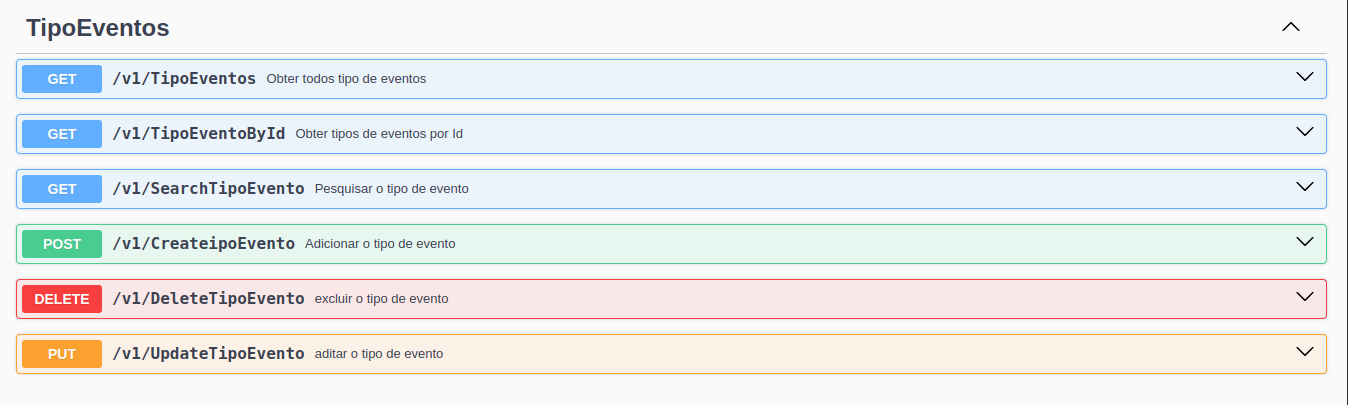 TipoEventos
GET /v1/TipoEventos Obter todos tipo de eventos
GET /v1/TipoEventoById Obter tipos de eventos por Id
GET /v1/SearchTipoEvento Pesquisar o tipo de evento
POST /v1/CreateipoEvento Adicionar o tipo de evento
DELETE /v1/DeleteTipoEvento excluir o tipo de evento
PUT /v1/UpdateTipoEvento aditar o tipo de evento